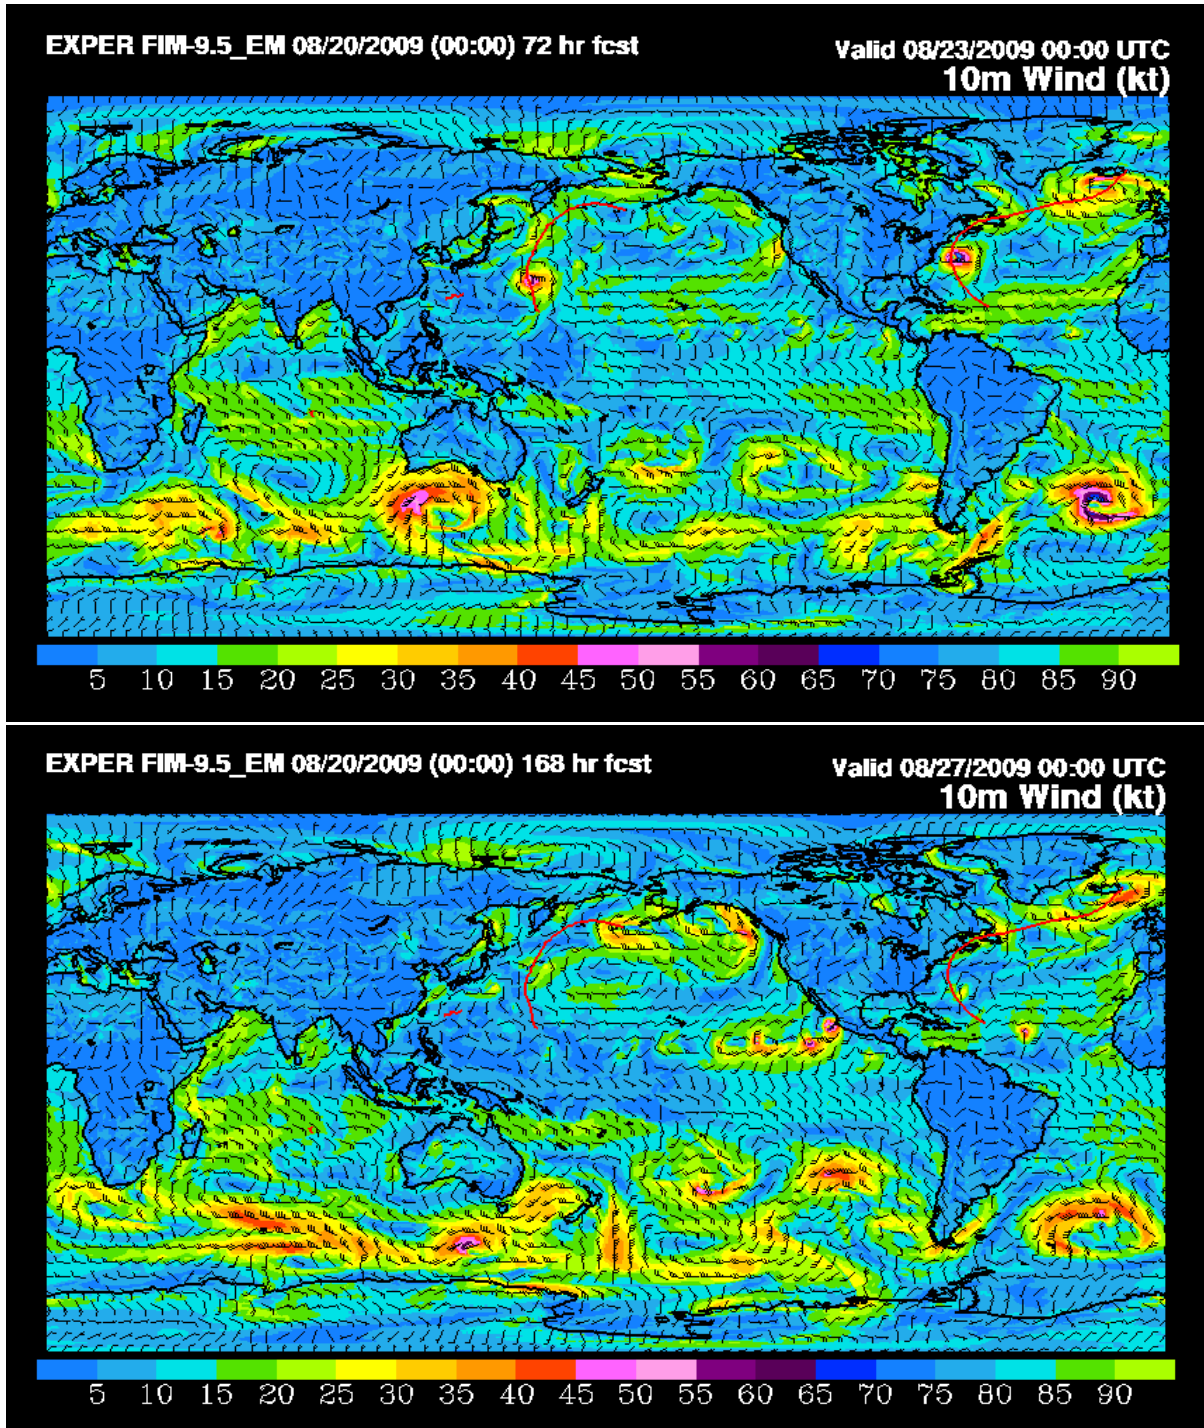 EXPER FIM-9.5_EM 08/20/2009 (00:00) 72 hr fcst
Valid 08/23/2009 00:00 UTC
10m Wind (kt)
5 10 15 20 25 30 35 40 45 50 55 60 65 70 75 80 85 90
EXPER FIM-9.5_EM 08/20/2009 (00:00) 168 hr fcst
Valid 08/27/2009 00:00 UTC
10m Wind (kt)
5 10 15 20 25 30 35 40 45 50 55 60 65 70 75 80 85 90